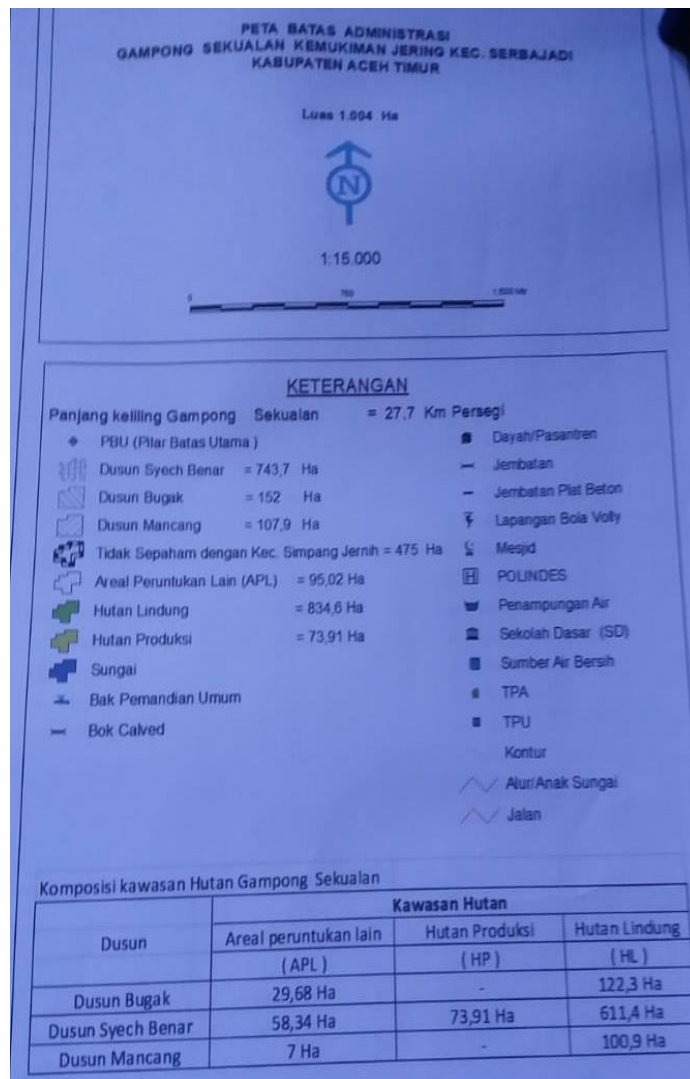 PETA BATAS ADMINISTRASI
GAMPONG SEKUALAN KEMUKIMAN JERING KEC. SERBAJADI
KABUPATEN ACEH TIMUR
Luas 1.004 Ha
N
1:15.000
0 750
KETERANGAN
Panjang keliling Gampong Sekualan = 27,7 Km Persegi
PBU (Pilar Batas Utama )
Dusun Syech Benar = 743,7 Ha
Dusun Bugak = 152 Ha
Dusun Mancang = 107,9 Ha
Tidak Sepaham dengan Kec. Simpang Jernih = 475 Ha
Areal Peruntukan Lain (APL) = 95,02 Ha
Hutan Lindung = 834,6 Ha
Hutan Produksi = 73,91 Ha
Sungai
Bak Pemandian Umum
Bok Calved
Dayah/Pasantren
Jembatan
Jembatan Plat Beton
Lapangan Bola Volly
Mesjid
H POLINDES
Penampungan Air
Sekolah Dasar (SD)
Sumber Air Bersih
TPA
TPU
Kontur
Alur/Anak Sungai
Jalan
Komposisi kawasan Hutan Gampong Sekualan
Kawasan Hutan
Dusun Areal peruntukan lain Hutan Produksi Hutan Lindung
( APL ) ( HP ) ( HL )
Dusun Bugak 29,68 Ha - 122,3 Ha
Dusun Syech Benar 58,34 Ha 73,91 Ha 611,4 Ha
Dusun Mancang 7 Ha - 100,9 Ha